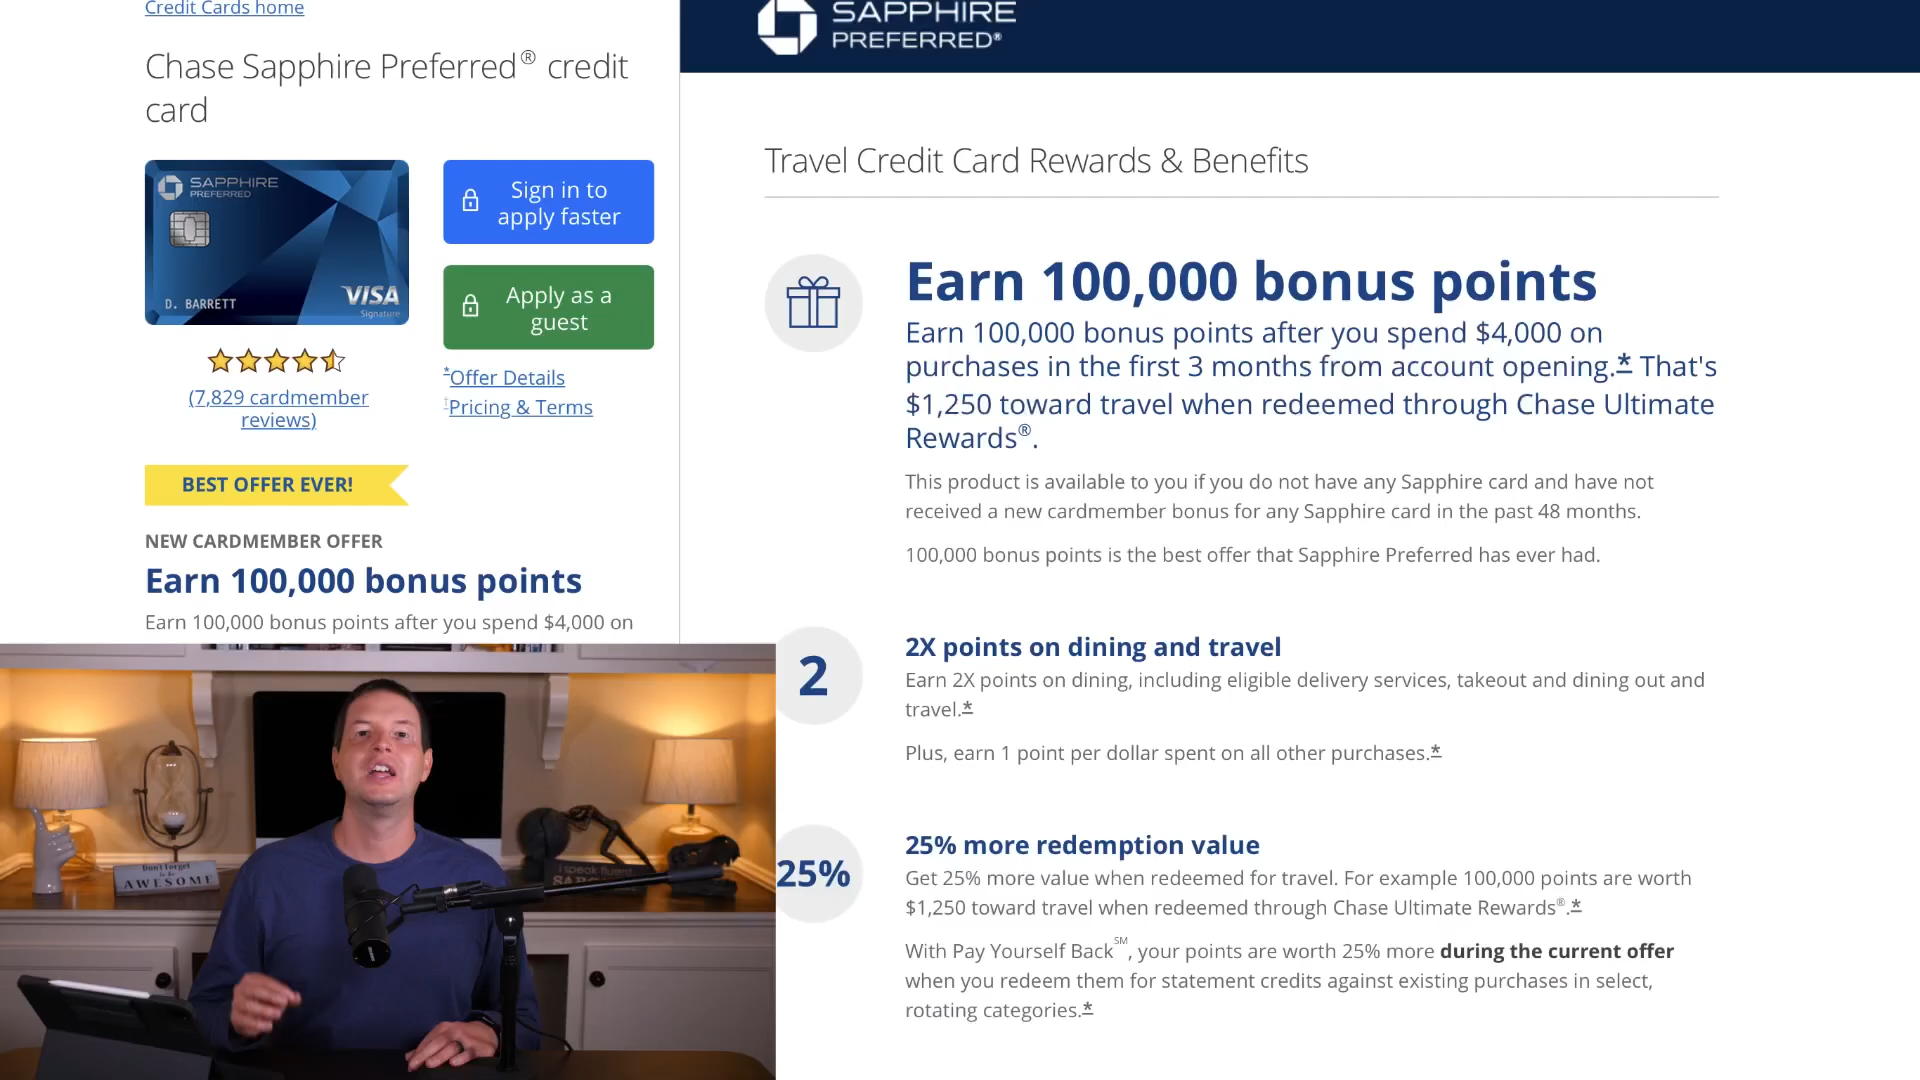 Credit Cards home
Chase Sapphire Preferred® credit
card
SAPPHIRE
PREFERRED
D. BARRETT
VISA
Signature
Sign in to
apply faster
Apply as a
guest
*Offer Details
†Pricing & Terms
(7,829 cardmember
reviews)
BEST OFFER EVER!
NEW CARDMEMBER OFFER
Earn 100,000 bonus points
Earn 100,000 bonus points after you spend $4,000 on
SAPPHIRE
PREFERRED®
Travel Credit Card Rewards & Benefits
Earn 100,000 bonus points
Earn 100,000 bonus points after you spend $4,000 on
purchases in the first 3 months from account opening.* That's
$1,250 toward travel when redeemed through Chase Ultimate
Rewards®.
This product is available to you if you do not have any Sapphire card and have not
received a new cardmember bonus for any Sapphire card in the past 48 months.
100,000 bonus points is the best offer that Sapphire Preferred has ever had.
2
2X points on dining and travel
Earn 2X points on dining, including eligible delivery services, takeout and dining out and
travel.*
Plus, earn 1 point per dollar spent on all other purchases.*
25%
25% more redemption value
Get 25% more value when redeemed for travel. For example 100,000 points are worth
$1,250 toward travel when redeemed through Chase Ultimate Rewards®.*
With Pay Yourself Back℠, your points are worth 25% more during the current offer
when you redeem them for statement credits against existing purchases in select,
rotating categories.*
Don't forget
to be
AWESOME
I speak fluent